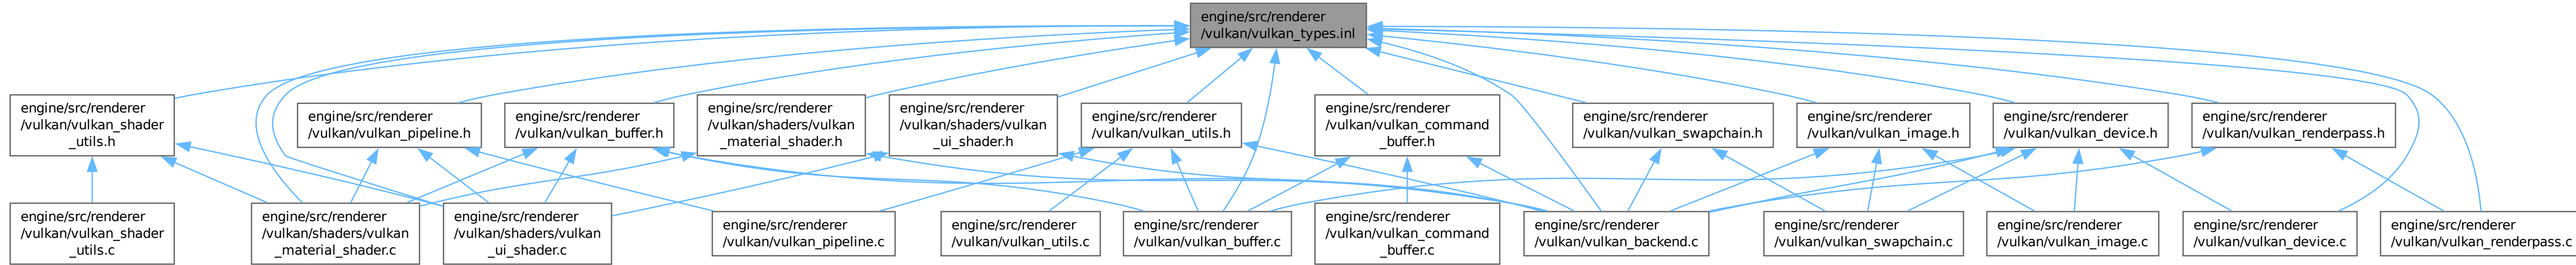 engine/src/renderer
/vulkan/vulkan_types.inl
engine/src/renderer
/vulkan/vulkan_shader
_utils.h
engine/src/renderer
/vulkan/vulkan_pipeline.h
engine/src/renderer
/vulkan/vulkan_buffer.h
engine/src/renderer
/vulkan/shaders/vulkan
_material_shader.h
engine/src/renderer
/vulkan/shaders/vulkan
_ui_shader.h
engine/src/renderer
/vulkan/vulkan_utils.h
engine/src/renderer
/vulkan/vulkan_command
_buffer.h
engine/src/renderer
/vulkan/vulkan_swapchain.h
engine/src/renderer
/vulkan/vulkan_image.h
engine/src/renderer
/vulkan/vulkan_device.h
engine/src/renderer
/vulkan/vulkan_renderpass.h
engine/src/renderer
/vulkan/vulkan_shader
_utils.c
engine/src/renderer
/vulkan/shaders/vulkan
_material_shader.c
engine/src/renderer
/vulkan/shaders/vulkan
_ui_shader.c
engine/src/renderer
/vulkan/vulkan_pipeline.c
engine/src/renderer
/vulkan/vulkan_utils.c
engine/src/renderer
/vulkan/vulkan_buffer.c
engine/src/renderer
/vulkan/vulkan_command
_buffer.c
engine/src/renderer
/vulkan/vulkan_backend.c
engine/src/renderer
/vulkan/vulkan_swapchain.c
engine/src/renderer
/vulkan/vulkan_image.c
engine/src/renderer
/vulkan/vulkan_device.c
engine/src/renderer
/vulkan/vulkan_renderpass.c